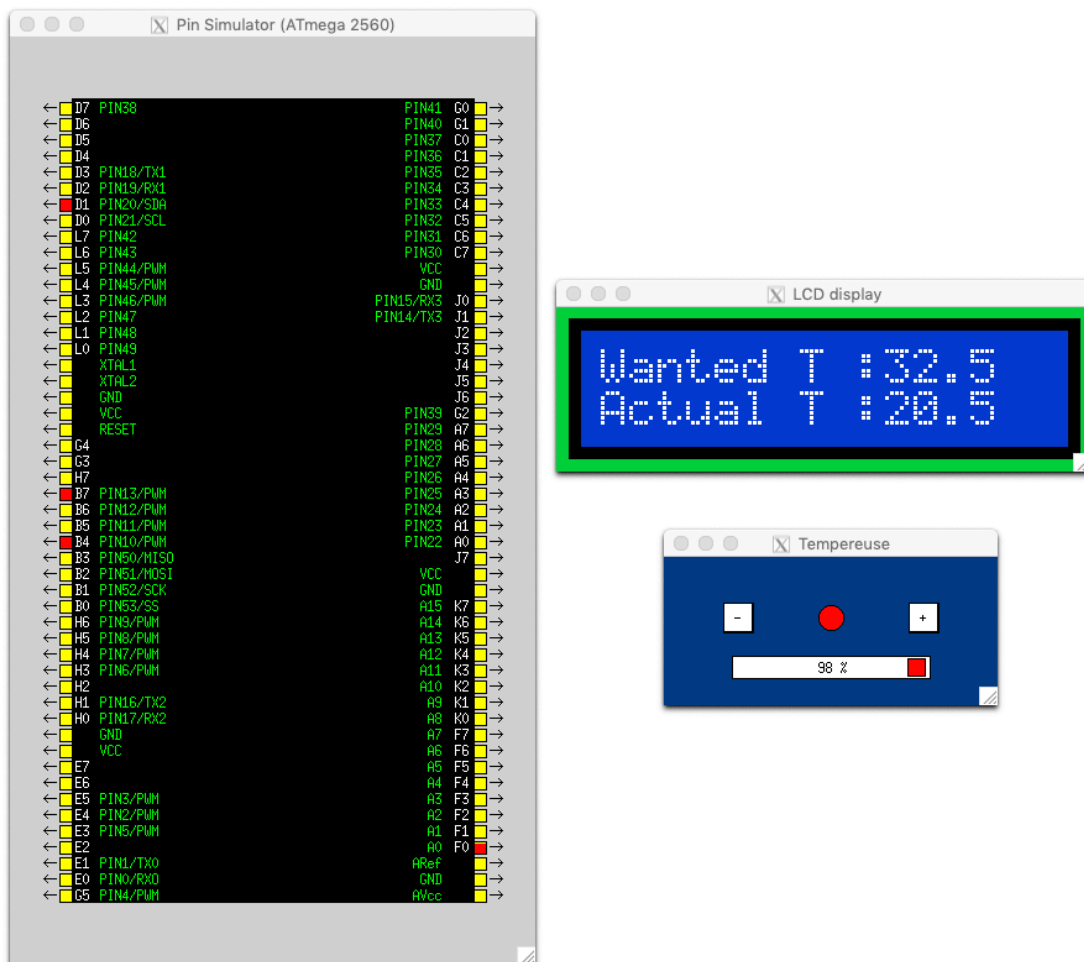 Pin Simulator (ATmega 2560)
D7 PIN38 PIN41 G0
D6 PIN40 G1
D5 PIN37 C0
D4 PIN36 C1
D3 PIN18/TX1 PIN35 C2
D2 PIN19/RX1 PIN34 C3
D1 PIN20/SDA PIN33 C4
D0 PIN21/SCL PIN32 C5
L7 PIN42 PIN31 C6
L6 PIN43 PIN30 C7
L5 PIN44/PWM VCC
L4 PIN45/PWM GND
L3 PIN46/PWM PIN15/RX3 J0
L2 PIN47 PIN14/TX3 J1
L1 PIN48 J2
L0 PIN49 J3
XTAL1 J4
XTAL2 J5
GND J6
VCC PIN39 G2
RESET PIN29 A7
G4 PIN28 A6
G3 PIN27 A5
H7 PIN26 A4
B7 PIN13/PWM PIN25 A3
B6 PIN12/PWM PIN24 A2
B5 PIN11/PWM PIN23 A1
B4 PIN10/PWM PIN22 A0
B3 PIN50/MISO J7
B2 PIN51/MOSI VCC
B1 PIN52/SCK GND
B0 PIN53/SS A15 K7
H6 PIN9/PWM A14 K6
H5 PIN8/PWM A13 K5
H4 PIN7/PWM A12 K4
H3 PIN6/PWM A11 K3
H2 A10 K2
H1 PIN16/TX2 A9 K1
H0 PIN17/RX2 A8 K0
GND A7 F7
VCC A6 F6
E7 A5 F5
E6 A4 F4
E5 PIN3/PWM A3 F3
E4 PIN2/PWM A2 F2
E3 PIN5/PWM A1 F1
E2 A0 F0
E1 PIN1/TX0 ARef
E0 PIN0/RX0 GND
G5 PIN4/PWM AVcc
LCD display
Wanted T :32.5
Actual T :20.5
Tempereuse
- +
98 %